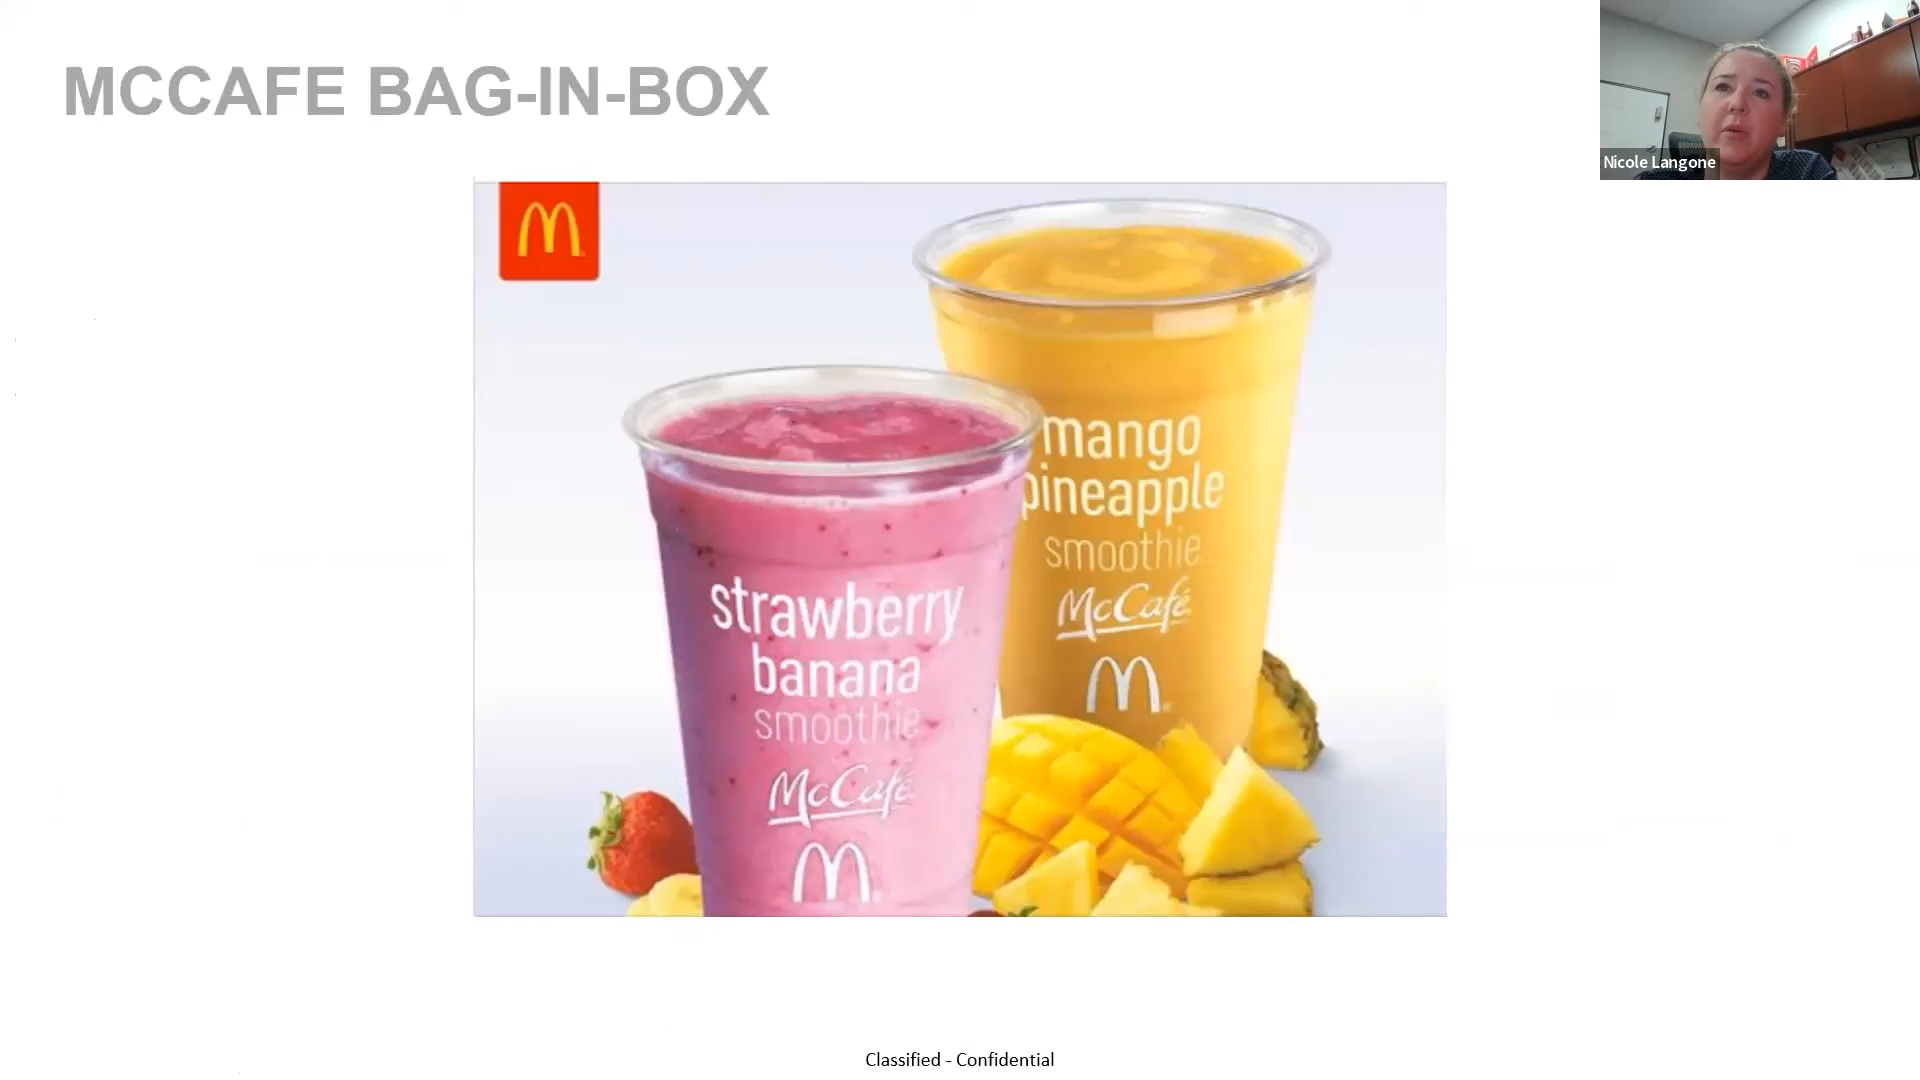 MCCAFE BAG-IN-BOX
Nicole Langone
mango
pineapple
smoothie
McCafé
strawberry
banana
smoothie
McCafé
Classified - Confidential